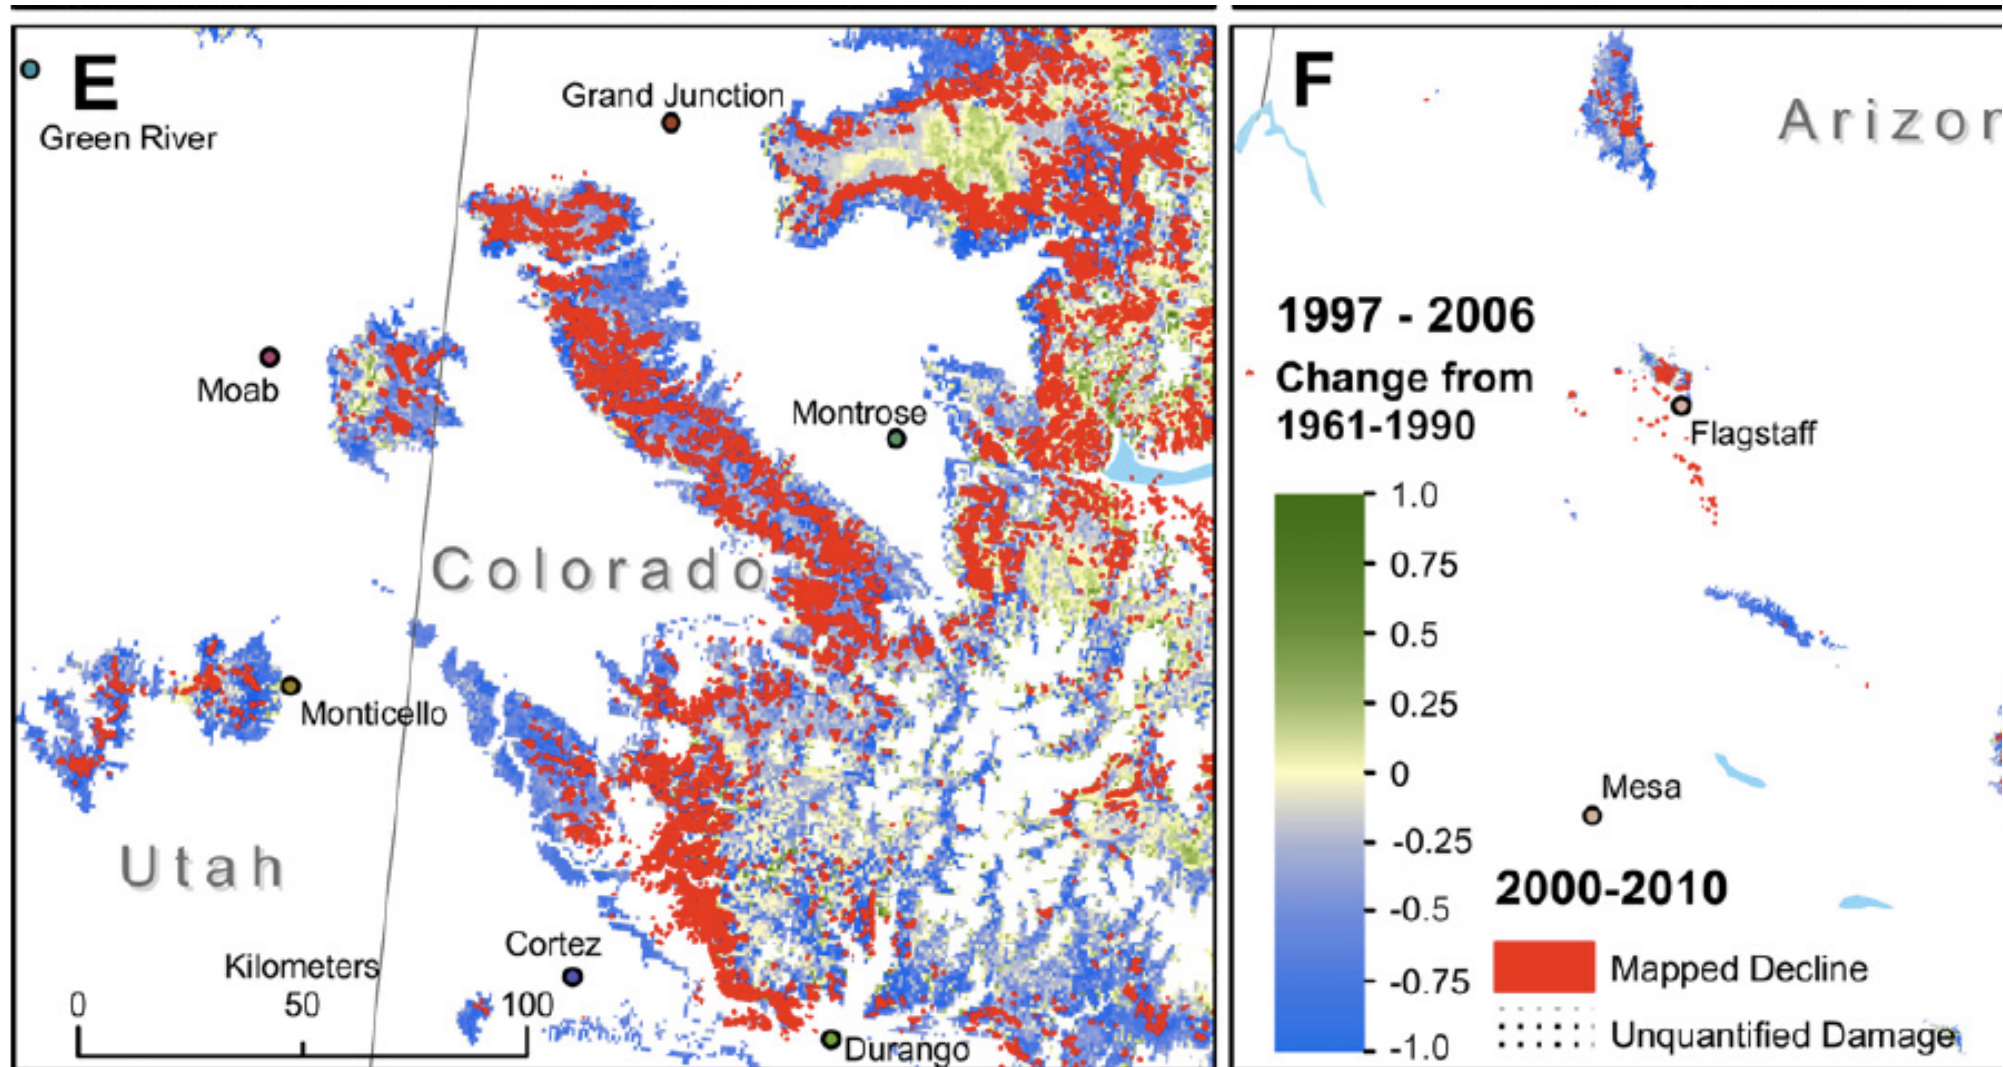 E
Green River
Grand Junction
Moab
Montrose
Colorado
Monticello
Utah
Cortez
Kilometers
0 50 100
Durango
F
Arizon
1997 - 2006
Change from
1961-1990
Flagstaff
1.0
0.75
0.5
0.25
0
-0.25
-0.5
-0.75
-1.0
Mesa
2000-2010
Mapped Decline
Unquantified Damage